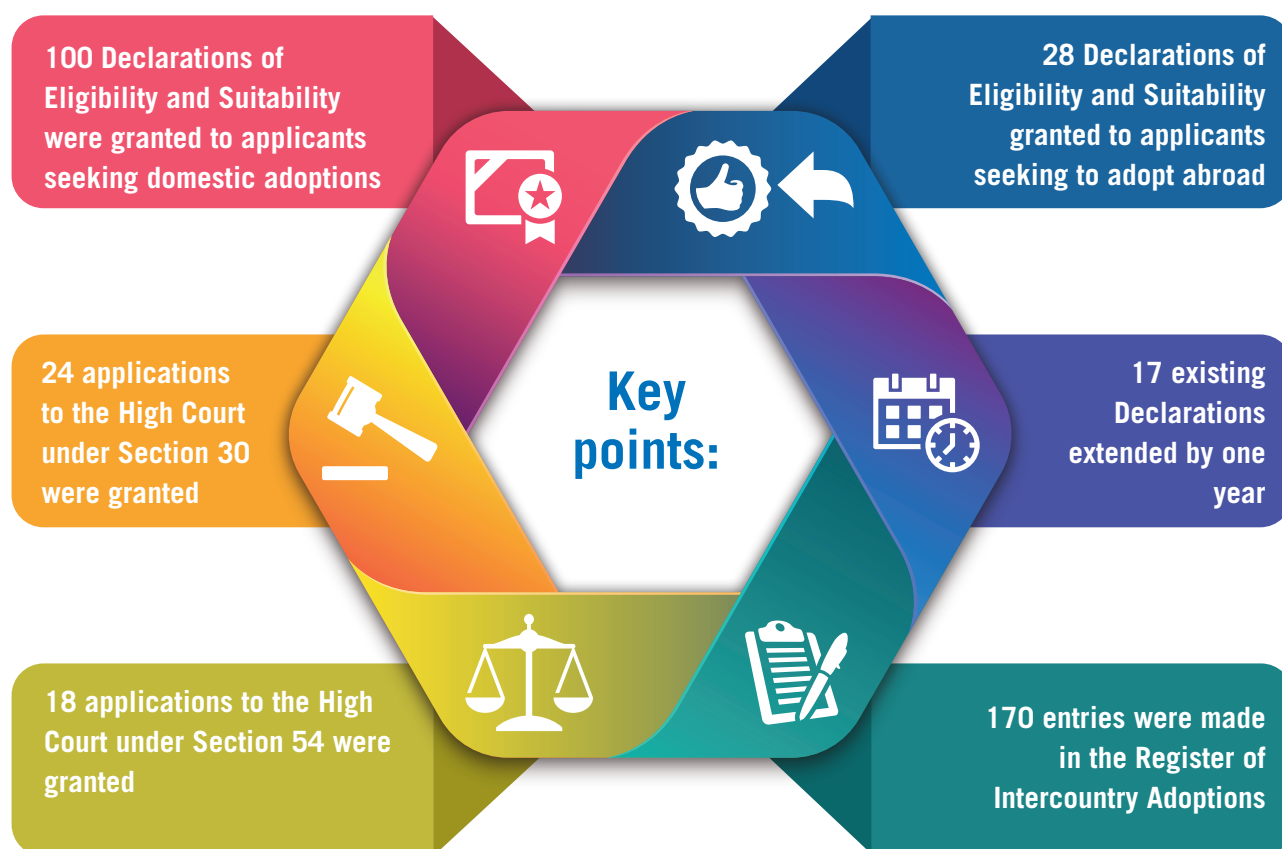 100 Declarations of
Eligibility and Suitability
were granted to applicants
seeking domestic adoptions
28 Declarations of
Eligibility and Suitability
granted to applicants
seeking to adopt abroad
24 applications
to the High Court
under Section 30
were granted
Key
points:
17 existing
Declarations
extended by one
year
18 applications to the High
Court under Section 54 were
granted
170 entries were made
in the Register of
Intercountry Adoptions